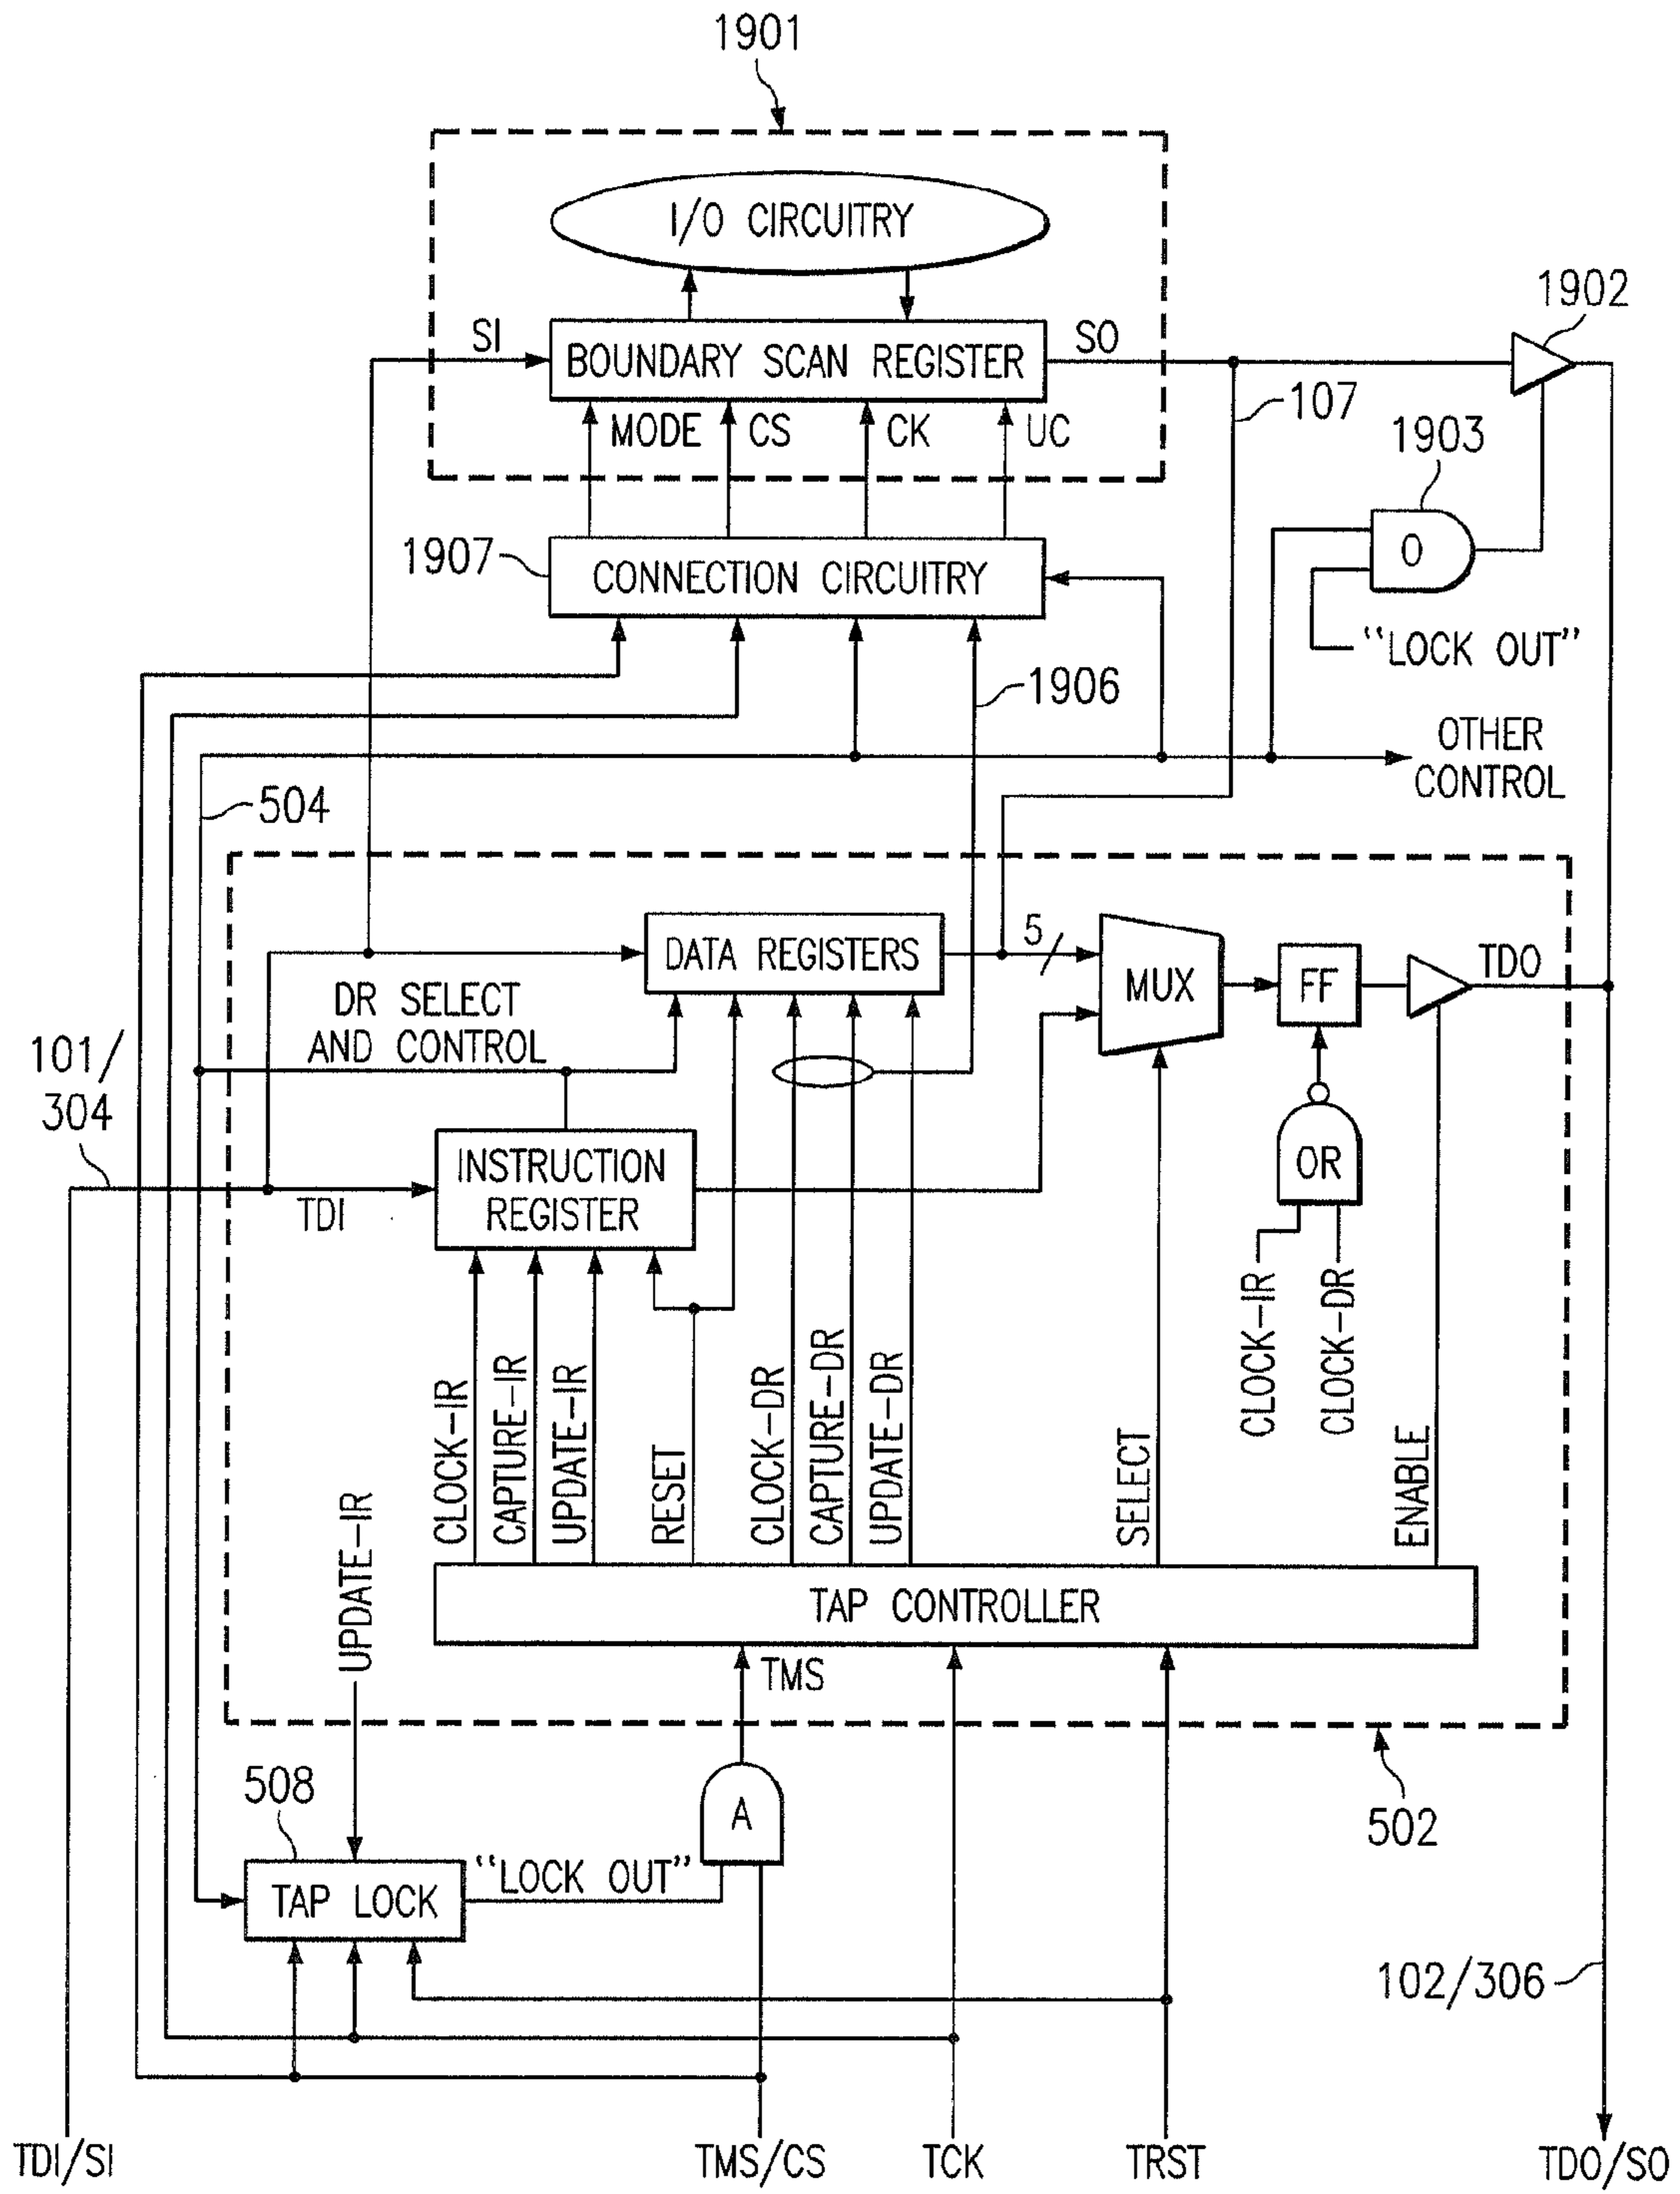 1901
I/O CIRCUITRY
1902
SI
BOUNDARY SCAN REGISTER
SO
107
MODE
CS
CK
UC
1903
1907
CONNECTION CIRCUITRY
O
"LOCK OUT"
1906
OTHER
CONTROL
504
DATA REGISTERS
5
MUX
FF
TDO
DR SELECT
AND CONTROL
101/
304
INSTRUCTION
REGISTER
OR
TDI
CLOCK-IR
CLOCK-DR
CLOCK-IR
CAPTURE-IR
UPDATE-IR
RESET
CLOCK-DR
CAPTURE-DR
UPDATE-DR
SELECT
ENABLE
UPDATE-IR
TAP CONTROLLER
TMS
508
A
502
TAP LOCK
"LOCK OUT"
102/306
TDI/SI
TMS/CS
TCK
TRST
TDO/SO